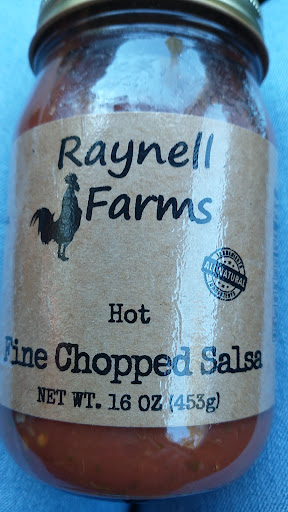 Raynell
Farms
ALL NATURAL
Hot
Fine Chopped Salsa
NET WT. 16 OZ (453g)